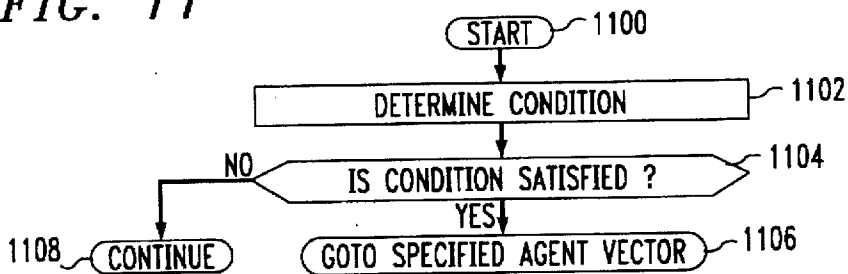 FIG. 11
START 1100
DETERMINE CONDITION 1102
IS CONDITION SATISFIED ? 1104
NO
YES
1108 CONTINUE
GOTO SPECIFIED AGENT VECTOR 1106